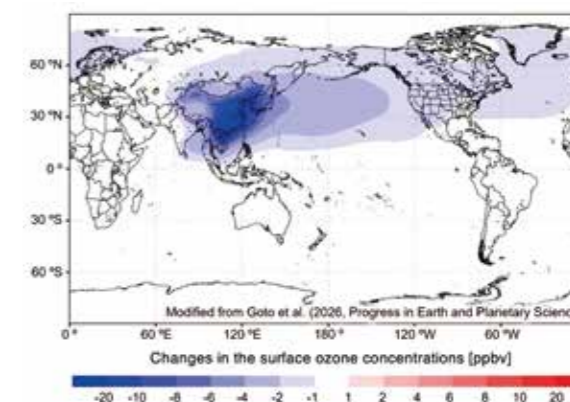 60 °N
30 °N
0 °
30 °S
60 °S
Modified from Goto et al. (2026, Progress in Earth and Planetary Scienc
0 ° 60 °E 120 °E 180 ° 120 °W 60 °W
Changes in the surface ozone concentrations [ppbv]
-20 -10 -8 -6 -4 -2 -1 1 2 4 6 8 10 20